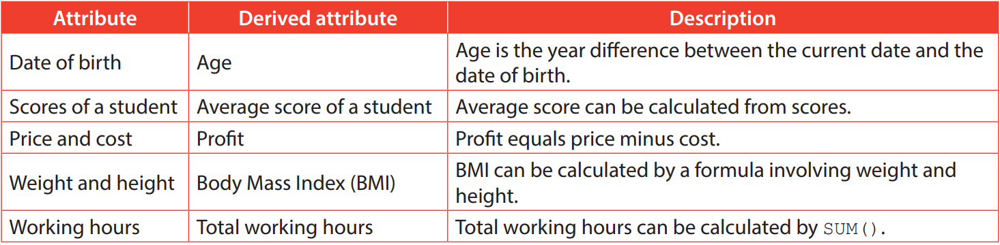 Attribute Derived attribute Description
Date of birth Age Age is the year difference between the current date and the
date of birth.
Scores of a student Average score of a student Average score can be calculated from scores.
Price and cost Profit Profit equals price minus cost.
Weight and height Body Mass Index (BMI) BMI can be calculated by a formula involving weight and
height.
Working hours Total working hours Total working hours can be calculated by SUM().